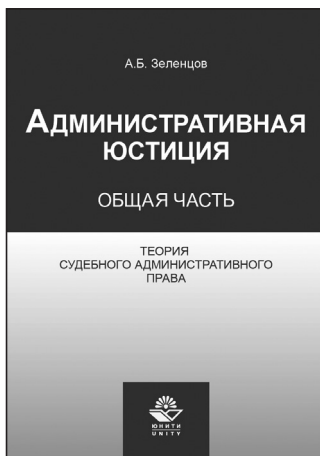 А.Б. Зеленцов
АДМИНИСТРАТИВНАЯ
ЮСТИЦИЯ
ОБЩАЯ ЧАСТЬ
ТЕОРИЯ
СУДЕБНОГО АДМИНИСТРАТИВНОГО
ПРАВА
ЮНИТИ
UNITY